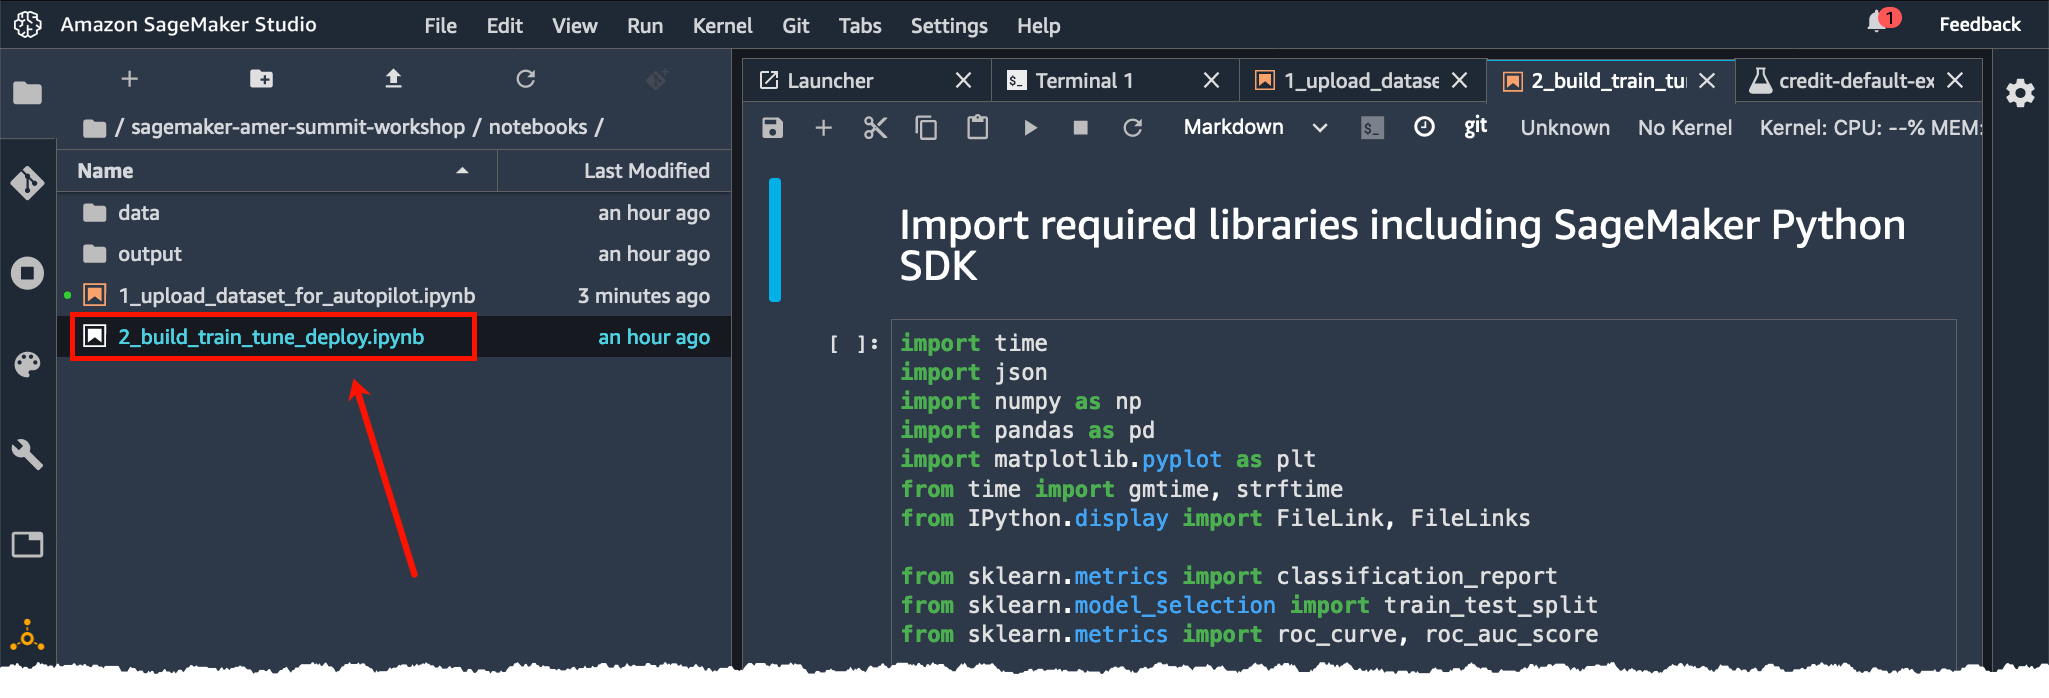 Amazon SageMaker Studio File Edit View Run Kernel Git Tabs Settings Help 1 Feedback
/ sagemaker-amer-summit-workshop / notebooks /
Name Last Modified
data an hour ago
output an hour ago
1_upload_dataset_for_autopilot.ipynb 3 minutes ago
2_build_train_tune_deploy.ipynb an hour ago
Launcher Terminal 1 1_upload_datase 2_build_train_tu credit-default-ex
Markdown git Unknown No Kernel Kernel: CPU: --% MEM:
Import required libraries including SageMaker Python
SDK
[ ]: import time
import json
import numpy as np
import pandas as pd
import matplotlib.pyplot as plt
from time import gmtime, strftime
from IPython.display import FileLink, FileLinks
from sklearn.metrics import classification_report
from sklearn.model_selection import train_test_split
from sklearn.metrics import roc_curve, roc_auc_score